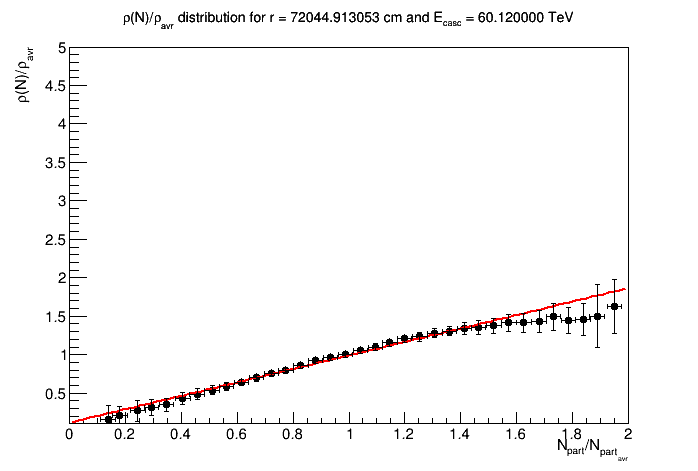 ρ(N)/ρavr distribution for r = 72044.913053 cm and Ecasc = 60.120000 TeV
ρ(N)/ρavr
5
4.5
4
3.5
3
2.5
2
1.5
1
0.5
0 0.2 0.4 0.6 0.8 1 1.2 1.4 1.6 1.8 2
Npart/Npartavr